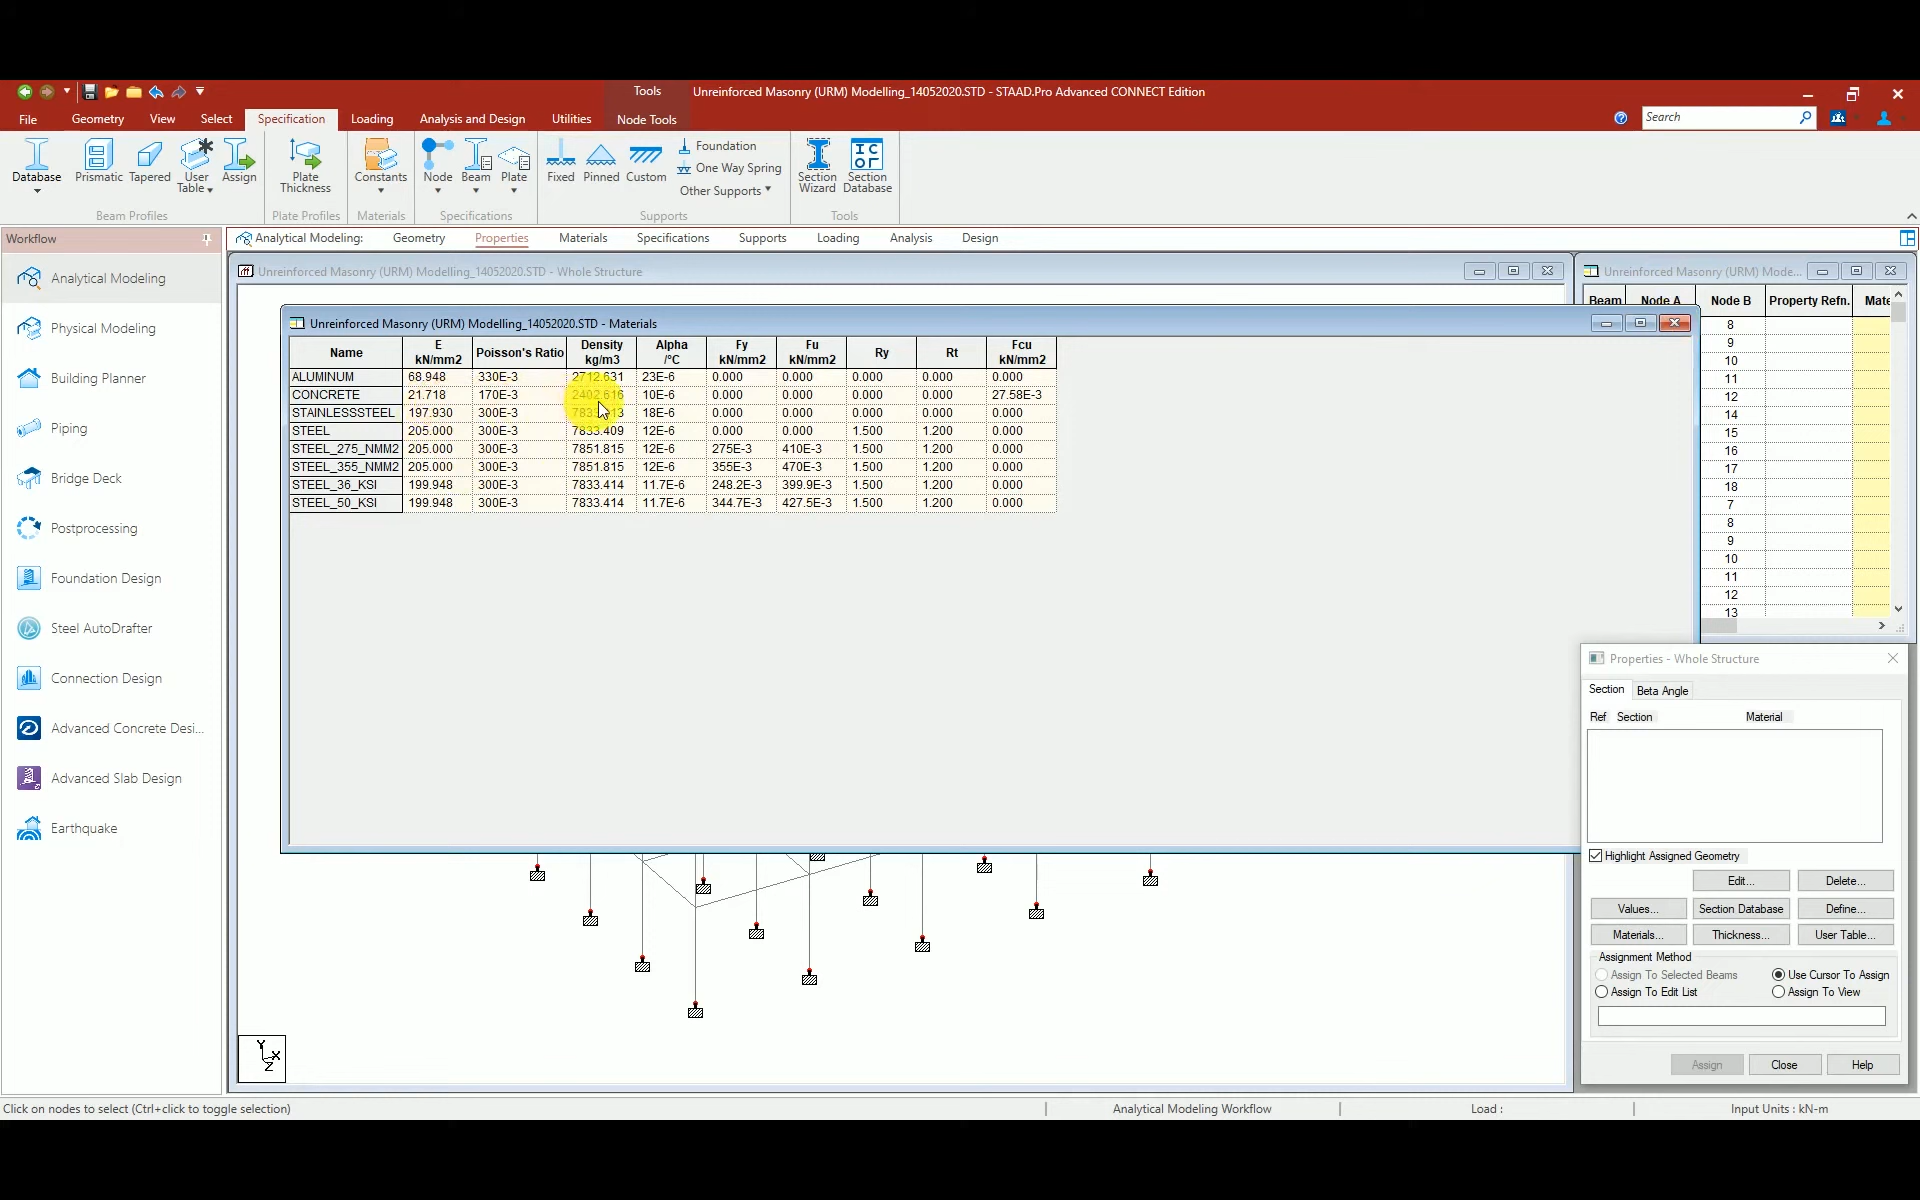 Tools
Unreinforced Masonry (URM) Modelling_14052020.STD - STAAD.Pro Advanced CONNECT Edition
File Geometry View Select Specification Loading Analysis and Design Utilities Node Tools
Search
Database Prismatic Tapered User Table Assign
Beam Profiles
Plate Thickness
Plate Profiles
Constants
Materials
Node Beam Plate
Specifications
Fixed Pinned Custom
Foundation
One Way Spring
Other Supports
Supports
Section Wizard
Section Database
Tools
Workflow
Analytical Modeling: Geometry Properties Materials Specifications Supports Loading Analysis Design
Analytical Modeling
Physical Modeling
Building Planner
Piping
Bridge Deck
Postprocessing
Foundation Design
Steel AutoDrafter
Connection Design
Advanced Concrete Desi...
Advanced Slab Design
Earthquake
Unreinforced Masonry (URM) Modelling_14052020.STD - Whole Structure
Unreinforced Masonry (URM) Modelling_14052020.STD - Materials
Name E kN/mm2 Poisson's Ratio Density kg/m3 Alpha /°C Fy kN/mm2 Fu kN/mm2 Ry Rt Fcu kN/mm2
ALUMINUM 68.948 330E-3 2712.631 23E-6 0.000 0.000 0.000 0.000 0.000
CONCRETE 21.718 170E-3 2402.616 10E-6 0.000 0.000 0.000 0.000 27.58E-3
STAINLESSSTEEL 197.930 300E-3 18E-6 0.000 0.000 0.000 0.000 0.000
STEEL 205.000 300E-3 7833.409 12E-6 0.000 0.000 1.500 1.200 0.000
STEEL_275_NMM2 205.000 300E-3 7851.815 12E-6 275E-3 410E-3 1.500 1.200 0.000
STEEL_355_NMM2 205.000 300E-3 7851.815 12E-6 355E-3 470E-3 1.500 1.200 0.000
STEEL_36_KSI 199.948 300E-3 7833.414 11.7E-6 248.2E-3 399.9E-3 1.500 1.200 0.000
STEEL_50_KSI 199.948 300E-3 7833.414 11.7E-6 344.7E-3 427.5E-3 1.500 1.200 0.000
Y
X
Z
Unreinforced Masonry (URM) Mode...
Beam Node A Node B Property Refn. Mate
8
9
10
11
12
14
15
16
17
18
7
8
9
10
11
12
13
Properties - Whole Structure
Section Beta Angle
Ref Section Material
Highlight Assigned Geometry
Edit... Delete...
Values... Section Database Define...
Materials... Thickness... User Table...
Assignment Method
Assign To Selected Beams Use Cursor To Assign
Assign To Edit List Assign To View
Assign Close Help
Click on nodes to select (Ctrl+click to toggle selection) Analytical Modeling Workflow Load : Input Units : kN-m